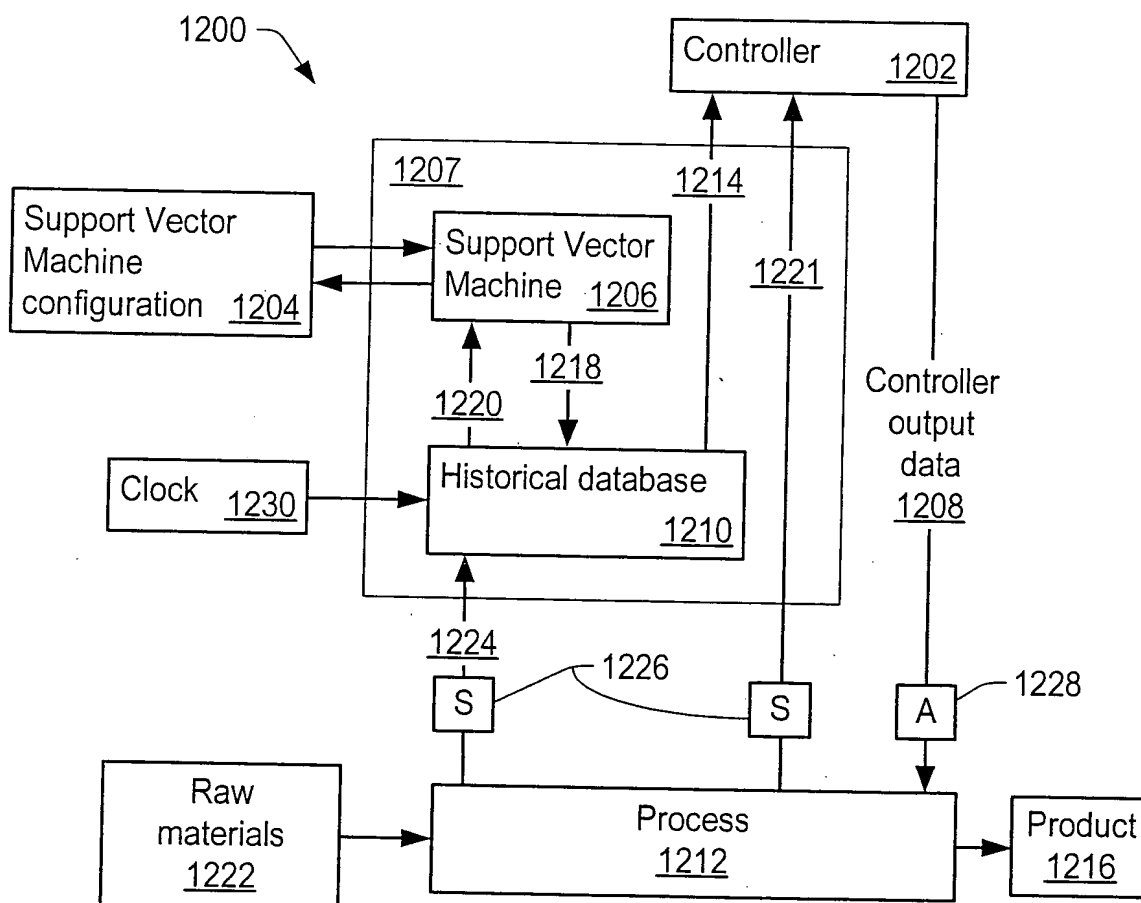 1200
Controller
1202
1207
1214
Support Vector
Machine
configuration 1204
Support Vector
Machine 1206
1221
1218
1220
Controller
output
data
1208
Clock 1230
Historical database
1210
1224
1226
1228
S
S
A
Raw
materials
1222
Process
1212
Product
1216